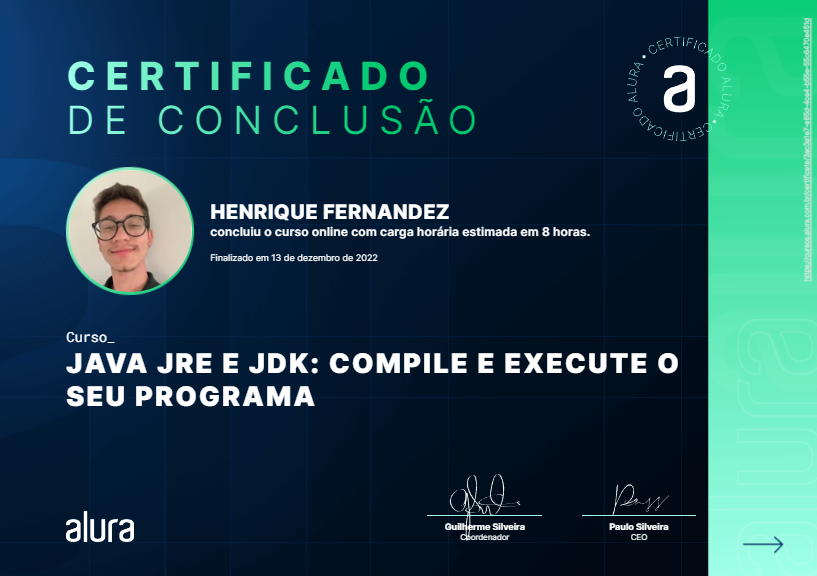 CERTIFICADO
DE CONCLUSÃO
CERTIFICADO ALURA • CERTIFICADO ALURA •
a
HENRIQUE FERNANDEZ
concluiu o curso online com carga horária estimada em 8 horas.
Finalizado em 13 de dezembro de 2022
Curso_
JAVA JRE E JDK: COMPILE E EXECUTE O
SEU PROGRAMA
alura
Guilherme Silveira
Coordenador
Paulo Silveira
CEO
alura